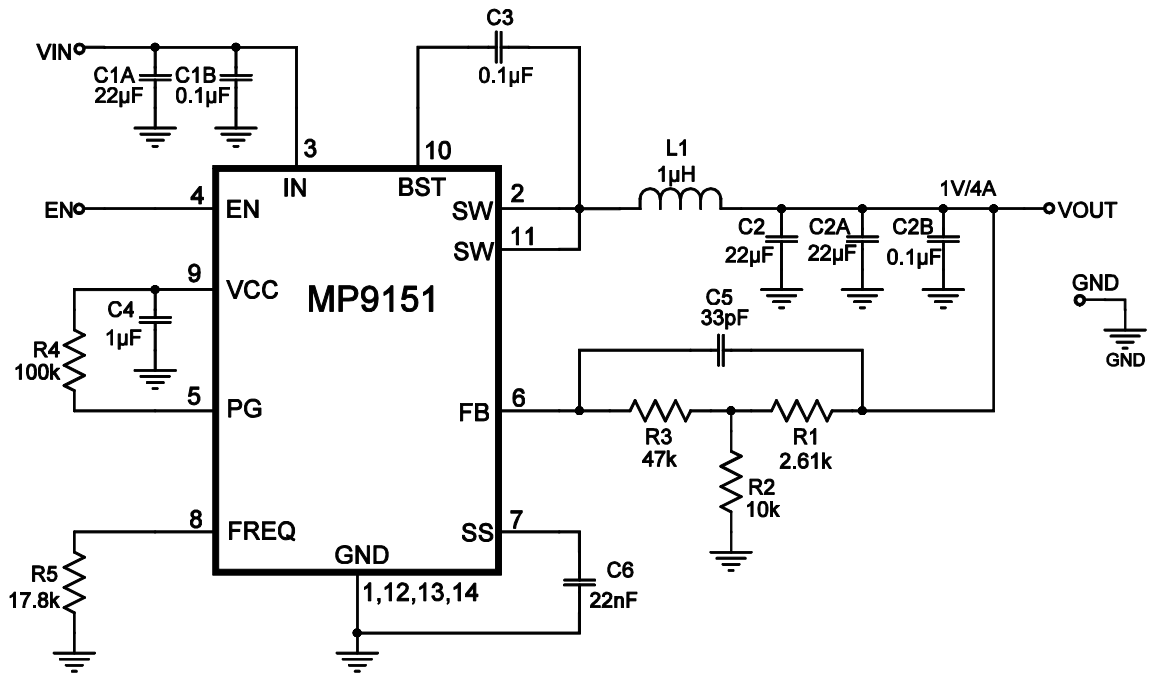 C3
0.1µF
VIN
C1A
22µF
C1B
0.1µF
3
10
IN
BST
L1
1µH
EN
4
EN
SW
2
SW
11
1V/4A
VOUT
C2
22µF
C2A
22µF
C2B
0.1µF
9
VCC
MP9151
C4
1µF
R4
100k
GND
GND
C5
33pF
5
PG
FB
6
R3
47k
R1
2.61k
R2
10k
8
FREQ
SS
7
GND
1,12,13,14
R5
17.8k
C6
22nF